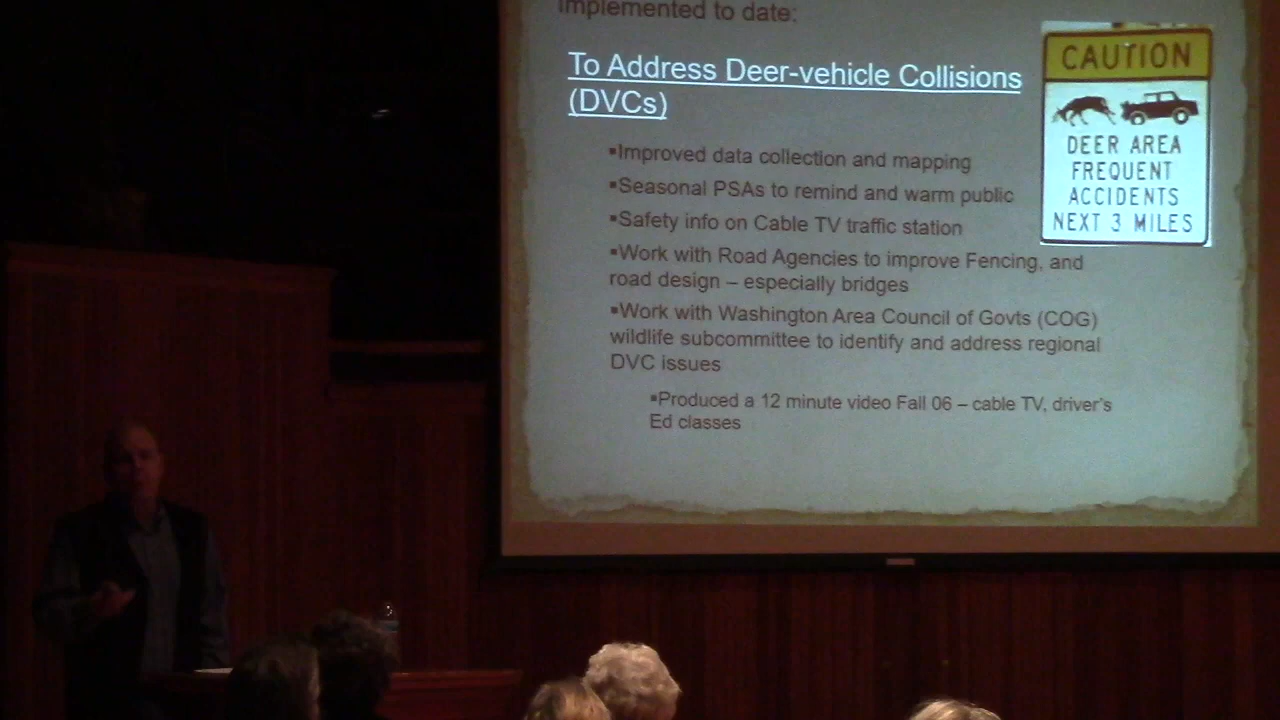 Implemented to date:
To Address Deer-vehicle Collisions
(DVCs)
▪Improved data collection and mapping
▪Seasonal PSAs to remind and warm public
▪Safety info on Cable TV traffic station
▪Work with Road Agencies to improve Fencing, and
road design – especially bridges
▪Work with Washington Area Council of Govts (COG)
wildlife subcommittee to identify and address regional
DVC issues
▪Produced a 12 minute video Fall 06 – cable TV, driver's
Ed classes
CAUTION
DEER AREA
FREQUENT
ACCIDENTS
NEXT 3 MILES